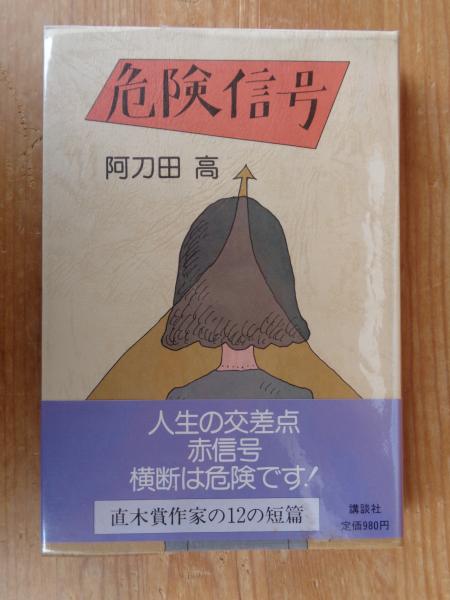 危険信号
阿刀田 高
人生の交差点
赤信号
横断は危険です!
直木賞作家の12の短篇
講談社
定価980円